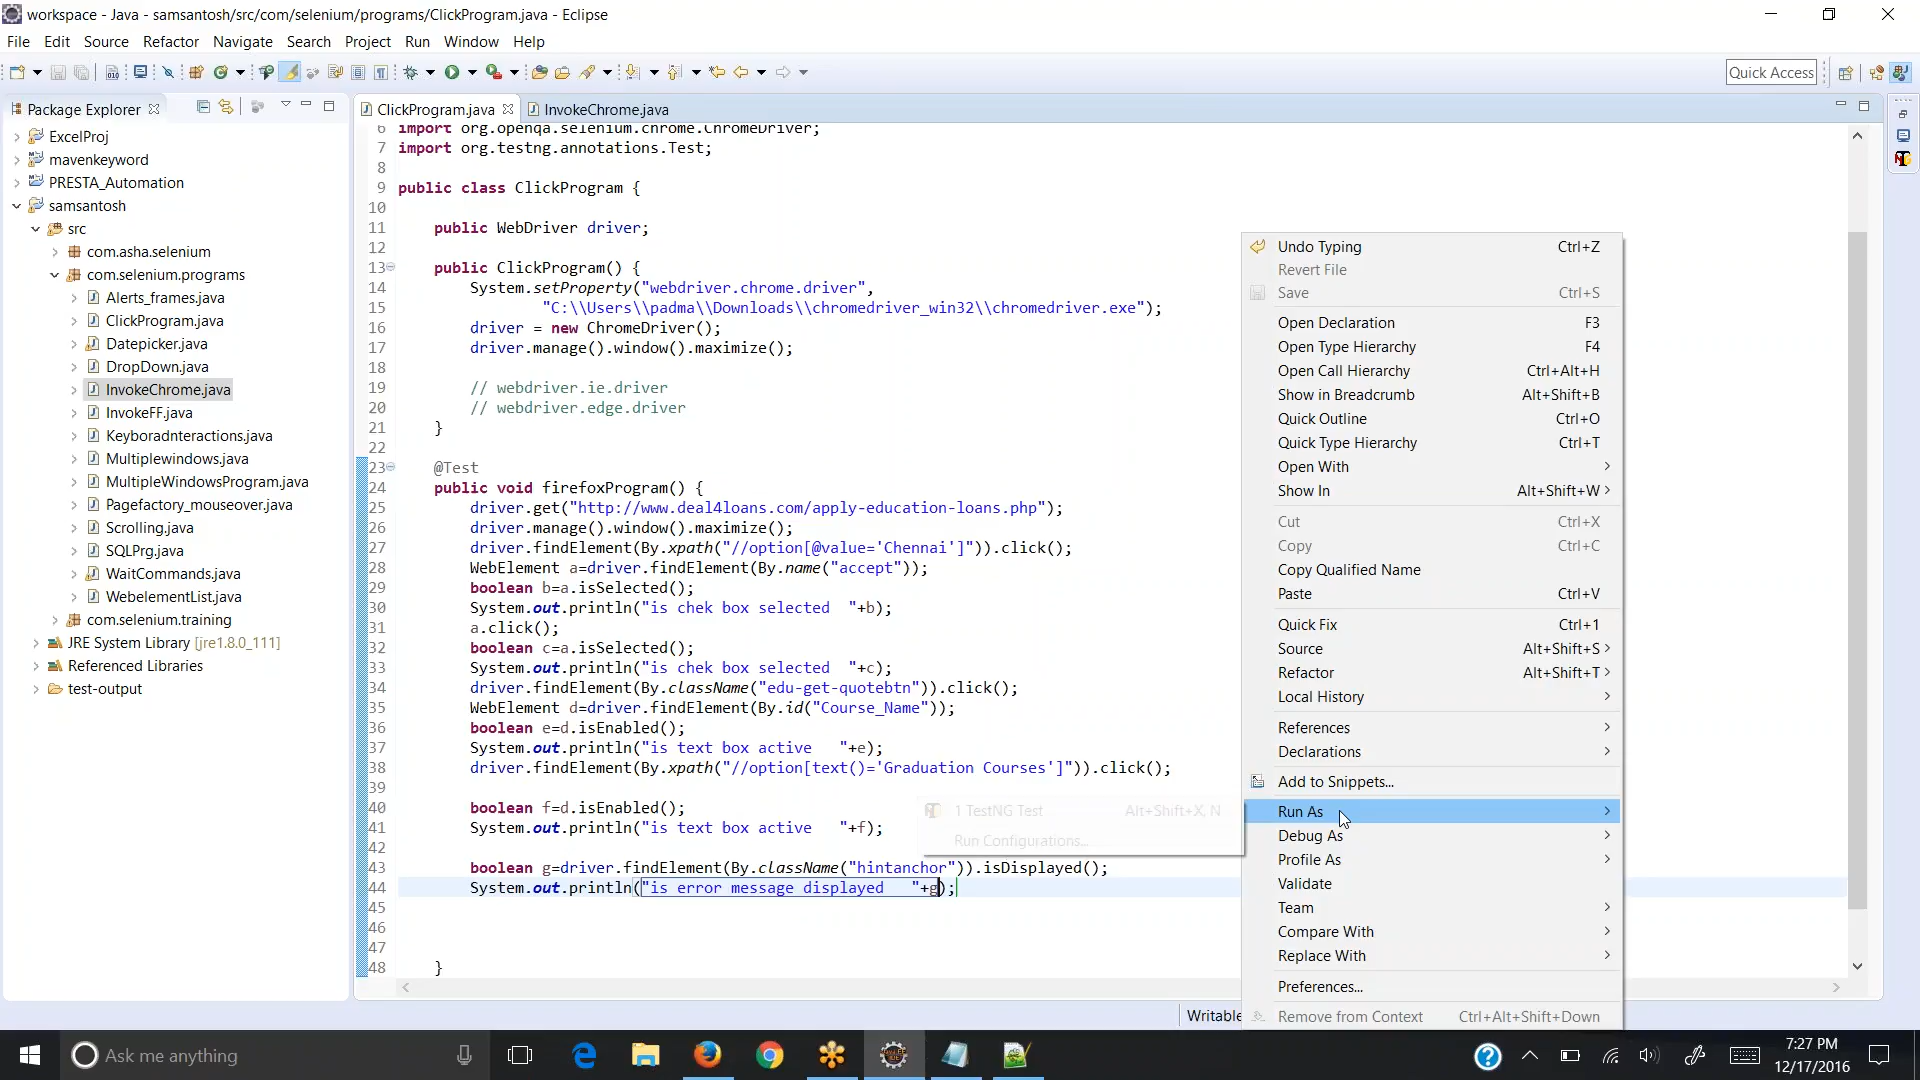 workspace - Java - samsantosh/src/com/selenium/programs/ClickProgram.java - Eclipse
File Edit Source Refactor Navigate Search Project Run Window Help
Quick Access
Package Explorer
ClickProgram.java InvokeChrome.java
ExcelProj
mavenkeyword
PRESTA_Automation
samsantosh
src
com.asha.selenium
com.selenium.programs
Alerts_frames.java
ClickProgram.java
Datepicker.java
DropDown.java
InvokeChrome.java
InvokeFF.java
KeyboradnteractIons.java
Multiplewindows.java
MultipleWindowsProgram.java
Pagefactory_mouseover.java
Scrolling.java
SQLPrg.java
WaitCommands.java
WebelementList.java
com.selenium.training
JRE System Library [jre1.8.0_111]
Referenced Libraries
test-output
6 import org.openqa.selenium.chrome.ChromeDriver;
7 import org.testng.annotations.Test;
8
9 public class ClickProgram {
10
11 public WebDriver driver;
12
13 public ClickProgram() {
14 System.setProperty("webdriver.chrome.driver",
15 "C:\\Users\\padma\\Downloads\\chromedriver_win32\\chromedriver.exe");
16 driver = new ChromeDriver();
17 driver.manage().window().maximize();
18
19 // webdriver.ie.driver
20 // webdriver.edge.driver
21 }
22
23 @Test
24 public void firefoxProgram() {
25 driver.get("http://www.deal4loans.com/apply-education-loans.php");
26 driver.manage().window().maximize();
27 driver.findElement(By.xpath("//option[@value='Chennai']")).click();
28 WebElement a=driver.findElement(By.name("accept"));
29 boolean b=a.isSelected();
30 System.out.println("is chek box selected  "+b);
31 a.click();
32 boolean c=a.isSelected();
33 System.out.println("is chek box selected  "+c);
34 driver.findElement(By.className("edu-get-quotebtn")).click();
35 WebElement d=driver.findElement(By.id("Course_Name"));
36 boolean e=d.isEnabled();
37 System.out.println("is text box active   "+e);
38 driver.findElement(By.xpath("//option[text()='Graduation Courses']")).click();
39
40 boolean f=d.isEnabled();
41 System.out.println("is text box active   "+f);
42
43 boolean g=driver.findElement(By.className("hintanchor")).isDisplayed();
44 System.out.println("is error message displayed   "+g);
45
46
47
48 }
1 TestNG Test Alt+Shift+X, N
Run Configurations...
Undo Typing Ctrl+Z
Revert File
Save Ctrl+S
Open Declaration F3
Open Type Hierarchy F4
Open Call Hierarchy Ctrl+Alt+H
Show in Breadcrumb Alt+Shift+B
Quick Outline Ctrl+O
Quick Type Hierarchy Ctrl+T
Open With
Show In Alt+Shift+W
Cut Ctrl+X
Copy Ctrl+C
Copy Qualified Name
Paste Ctrl+V
Quick Fix Ctrl+1
Source Alt+Shift+S
Refactor Alt+Shift+T
Local History
References
Declarations
Add to Snippets...
Run As
Debug As
Profile As
Validate
Team
Compare With
Replace With
Preferences...
Remove from Context Ctrl+Alt+Shift+Down
Writable
Ask me anything
7:27 PM
12/17/2016